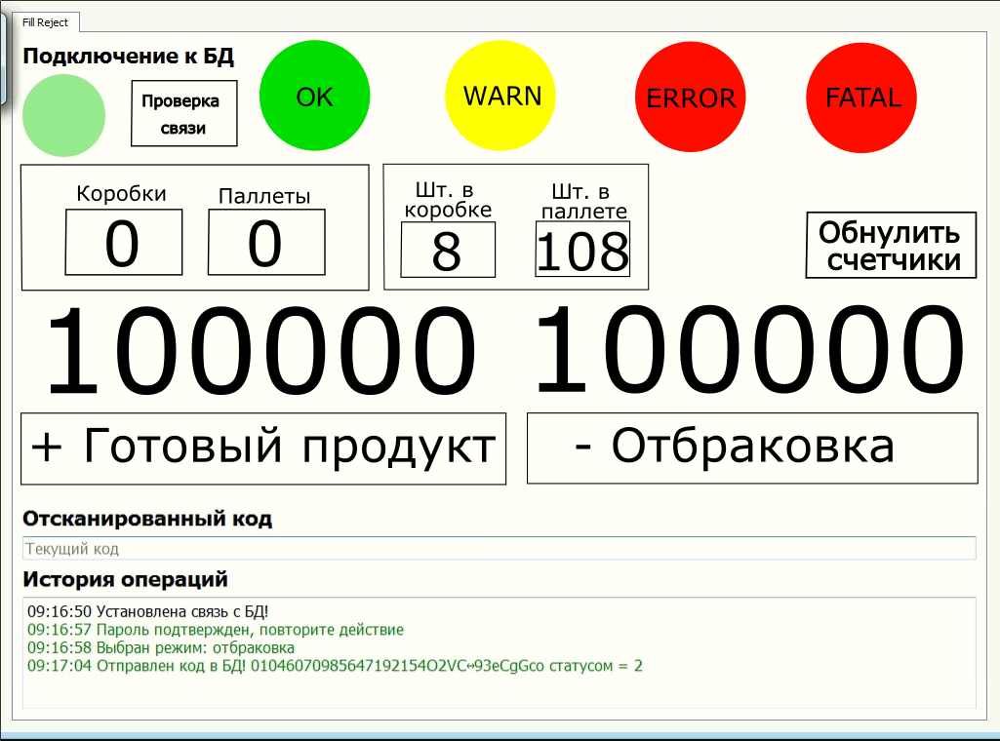 Fill Reject
Подключение к БД
Проверка
связи
OK
WARN
ERROR
FATAL
Коробки
Паллеты
0
0
Шт. в
коробке
Шт. в
паллете
8
108
Обнулить
счетчики
100000
100000
+ Готовый продукт
- Отбраковка
Отсканированный код
Текущий код
История операций
09:16:50 Установлена связь с БД!
09:16:57 Пароль подтвержден, повторите действие
09:16:58 Выбран режим: отбраковка
09:17:04 Отправлен код в БД! 01046070985647192154O2VC↔93eCgGco статусом = 2